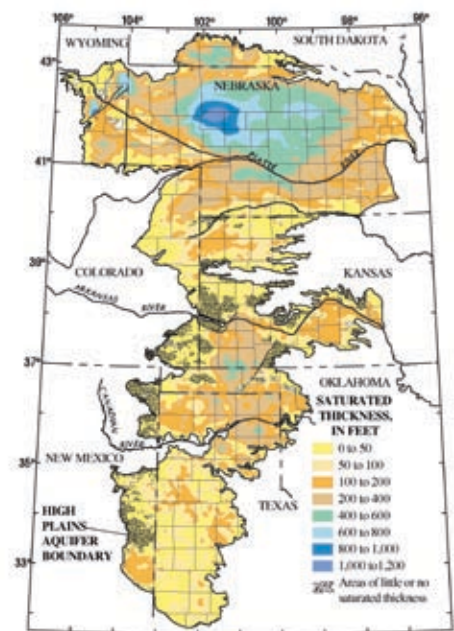 106° 104° 102° 100° 98° 96°
WYOMING
SOUTH DAKOTA
43°
NEBRASKA
PLATTE RIVER
41°
39°
COLORADO
KANSAS
ARKANSAS RIVER
37°
OKLAHOMA
CANADIAN RIVER
SATURATED
THICKNESS,
IN FEET
0 to 50
50 to 100
100 to 200
200 to 400
400 to 600
600 to 800
800 to 1,000
1,000 to 1,200
Areas of little or no
saturated thickness
35°
NEW MEXICO
TEXAS
HIGH
PLAINS
AQUIFER
BOUNDARY
33°